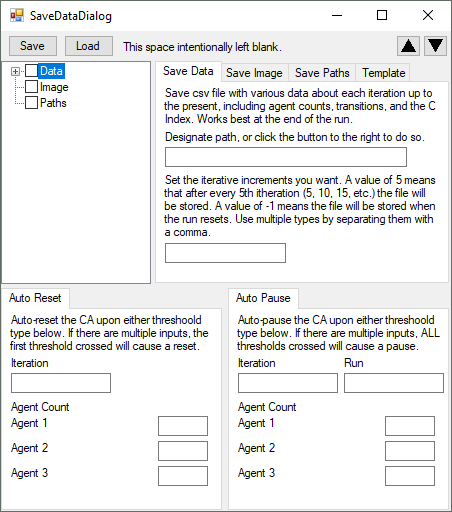 SaveDataDialog
Save
Load
This space intentionally left blank.
Data
Image
Paths
Save Data
Save Image
Save Paths
Template
Save csv file with various data about each iteration up to
the present, including agent counts, transitions, and the C
Index. Works best at the end of the run.
Designate path, or click the button to the right to do so.
Set the iterative increments you want. A value of 5 means
that after every 5th itheration (5, 10, 15, etc.) the file will
be stored. A value of -1 means the file will be stored when
the run resets. Use multiple types by separating them with
a comma.
Auto Reset
Auto-reset the CA upon either threshoold
type below. If there are multiple inputs, the
first threshold crossed will cause a reset.
Iteration
Agent Count
Agent 1
Agent 2
Agent 3
Auto Pause
Auto-pause the CA upon either threshoold
type below. If there are multiple inputs, ALL
thresholds crossed will cause a pause.
Iteration
Run
Agent Count
Agent 1
Agent 2
Agent 3